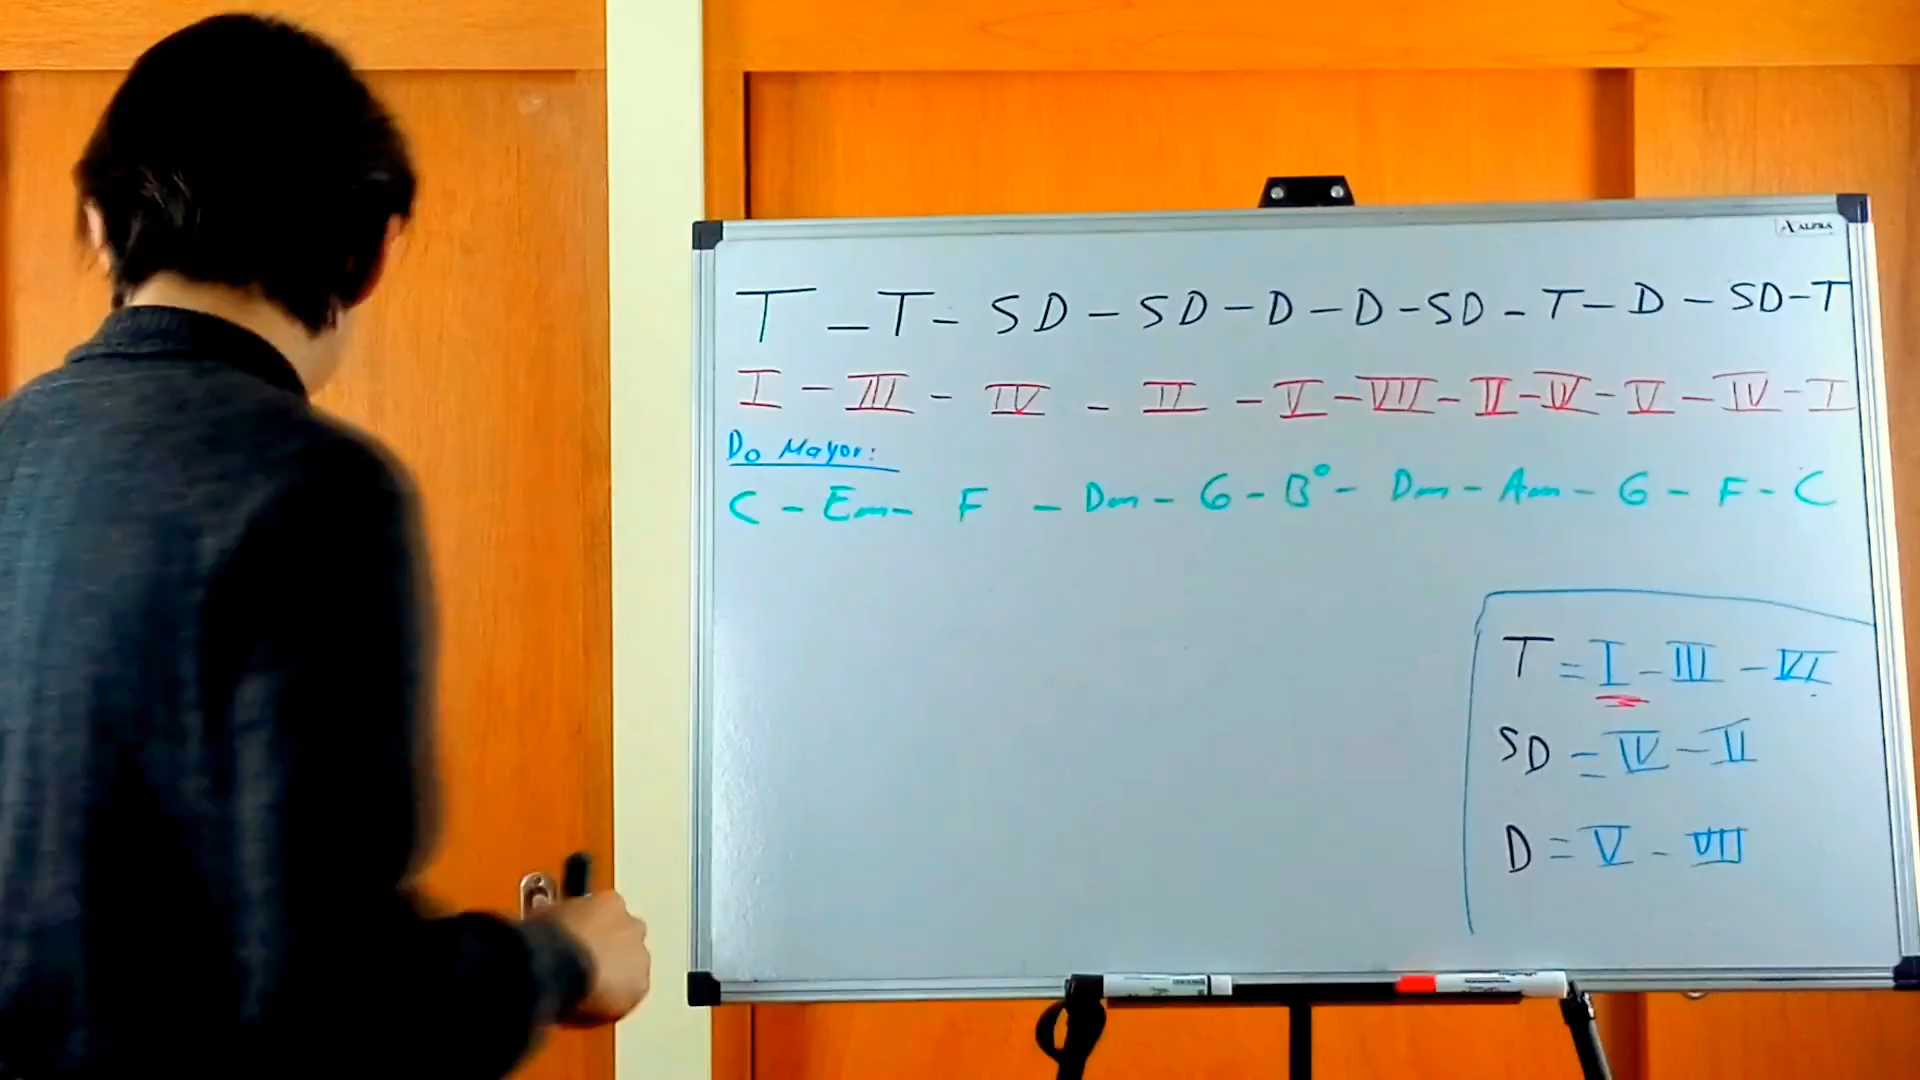 ALFRA
T - T - SD - SD - D - D - SD - T - D - SD - T
I - III - IV - II - V - VII - II - VI - V - IV - I
Do Mayor:
C - Em - F - Dm - G - B° - Dm - Am - G - F - C
T = I - III - VI
SD = IV - II
D = V - VII